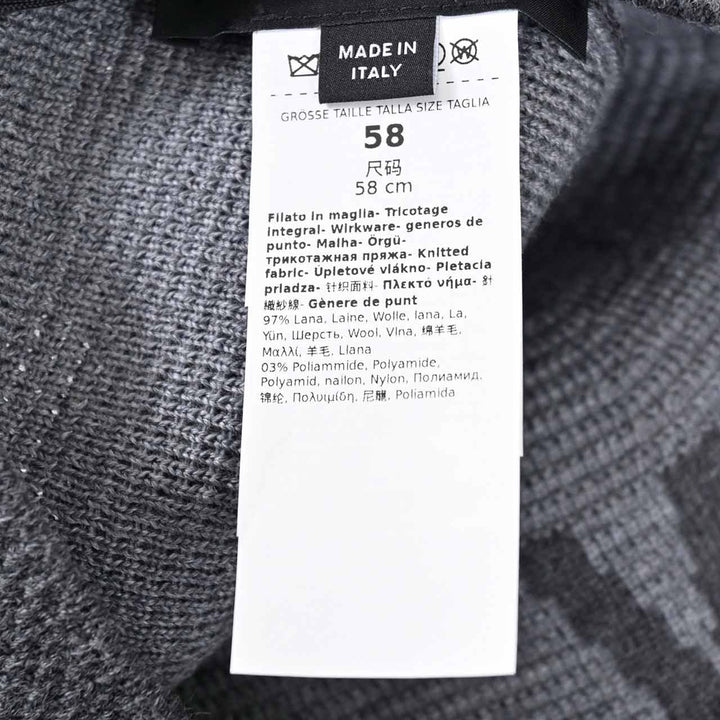 MADE IN
ITALY
GRÖSSE TAILLE TALLA SIZE TAGLIA
58
尺码
58 cm
Filato in maglia- Tricotage
integral- Wirkware- generos de
punto- Malha- Örgü-
трикотажная пряжа- Knitted
fabric- Úpletové vlákno- Pletacia
priadza- 针织面料- Πλεκτό νήμα- 針
織紗線- Gènere de punt
97% Lana, Laine, Wolle, lana, La,
Yün, Шерсть, Wool, Vlna, 绵羊毛,
Μαλλί, 羊毛, Llana
03% Poliammide, Polyamide,
Polyamid, nailon, Nylon, Полиамид,
锦纶, Πολυιμίδη, 尼龖, Poliamida